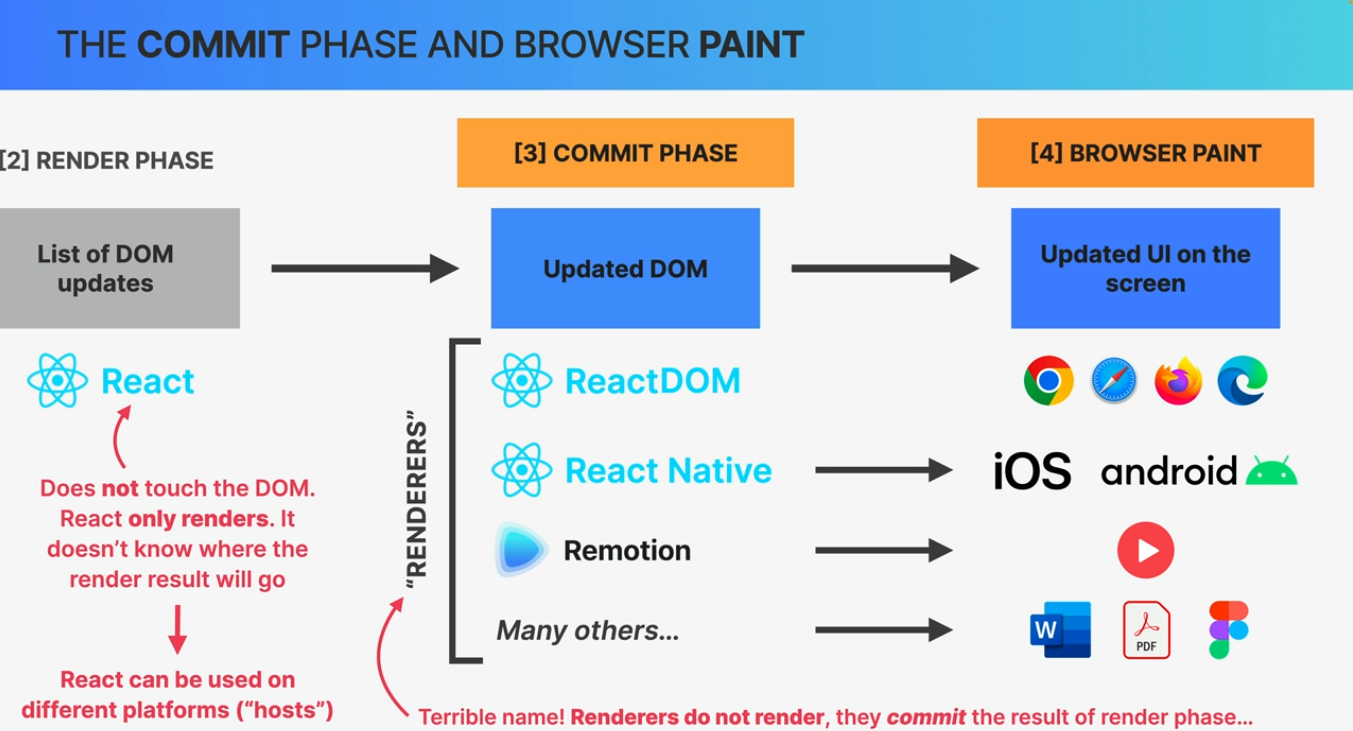 THE COMMIT PHASE AND BROWSER PAINT
[2] RENDER PHASE
[3] COMMIT PHASE
[4] BROWSER PAINT
List of DOM
updates
Updated DOM
Updated UI on the
screen
React
ReactDOM
Does not touch the DOM.
React only renders. It
doesn’t know where the
render result will go
React can be used on
different platforms (“hosts”)
“RENDERERS”
React Native
iOS
android
Remotion
Many others...
W
PDF
Terrible name! Renderers do not render, they commit the result of render phase...